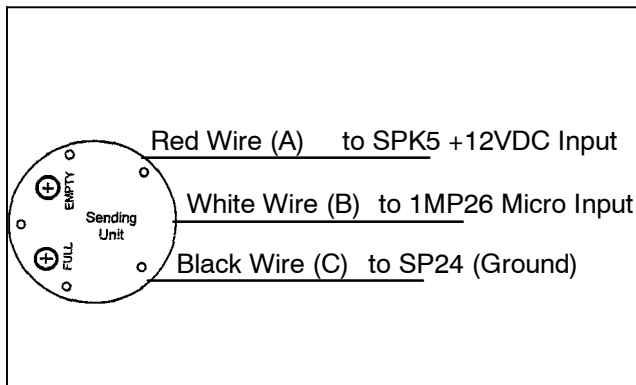 Red Wire (A) to SPK5 +12VDC Input
EMPTY
Sending
Unit
White Wire (B) to 1MP26 Micro Input
FULL
Black Wire (C) to SP24 (Ground)